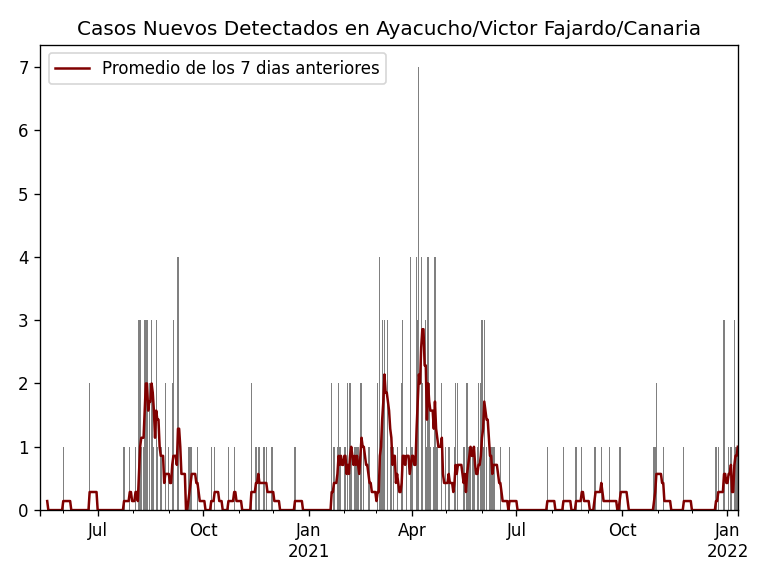 Casos Nuevos Detectados en Ayacucho/Victor Fajardo/Canaria
Promedio de los 7 dias anteriores
7
6
5
4
3
2
1
0
Jul
Oct
Jan
2021
Apr
Jul
Oct
Jan
2022